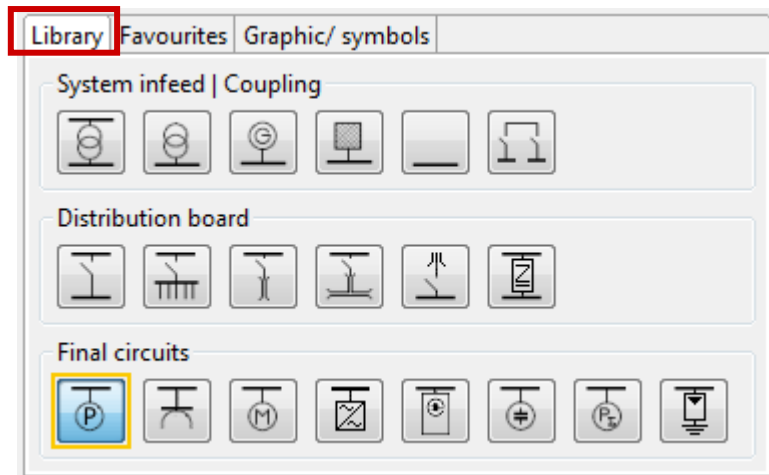 Library Favourites Graphic/ symbols
System infeed | Coupling
G
Distribution board
Z
Final circuits
P M P